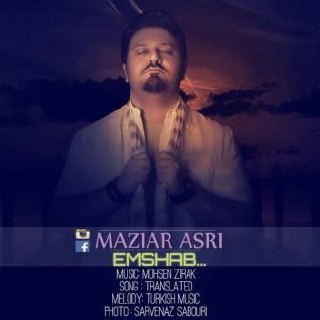 MAZIAR ASRI
EMSHAB...
MUSIC: MOHSEN ZIRAK
SONG : TRANSLATED
MELODY: TURKISH MUSIC
PHOTO : SARVENAZ SABOURI